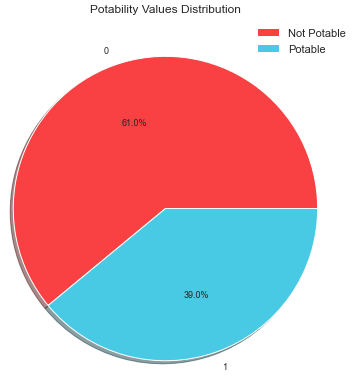 Potability Values Distribution
Not Potable
Potable
0
61.0%
39.0%
1